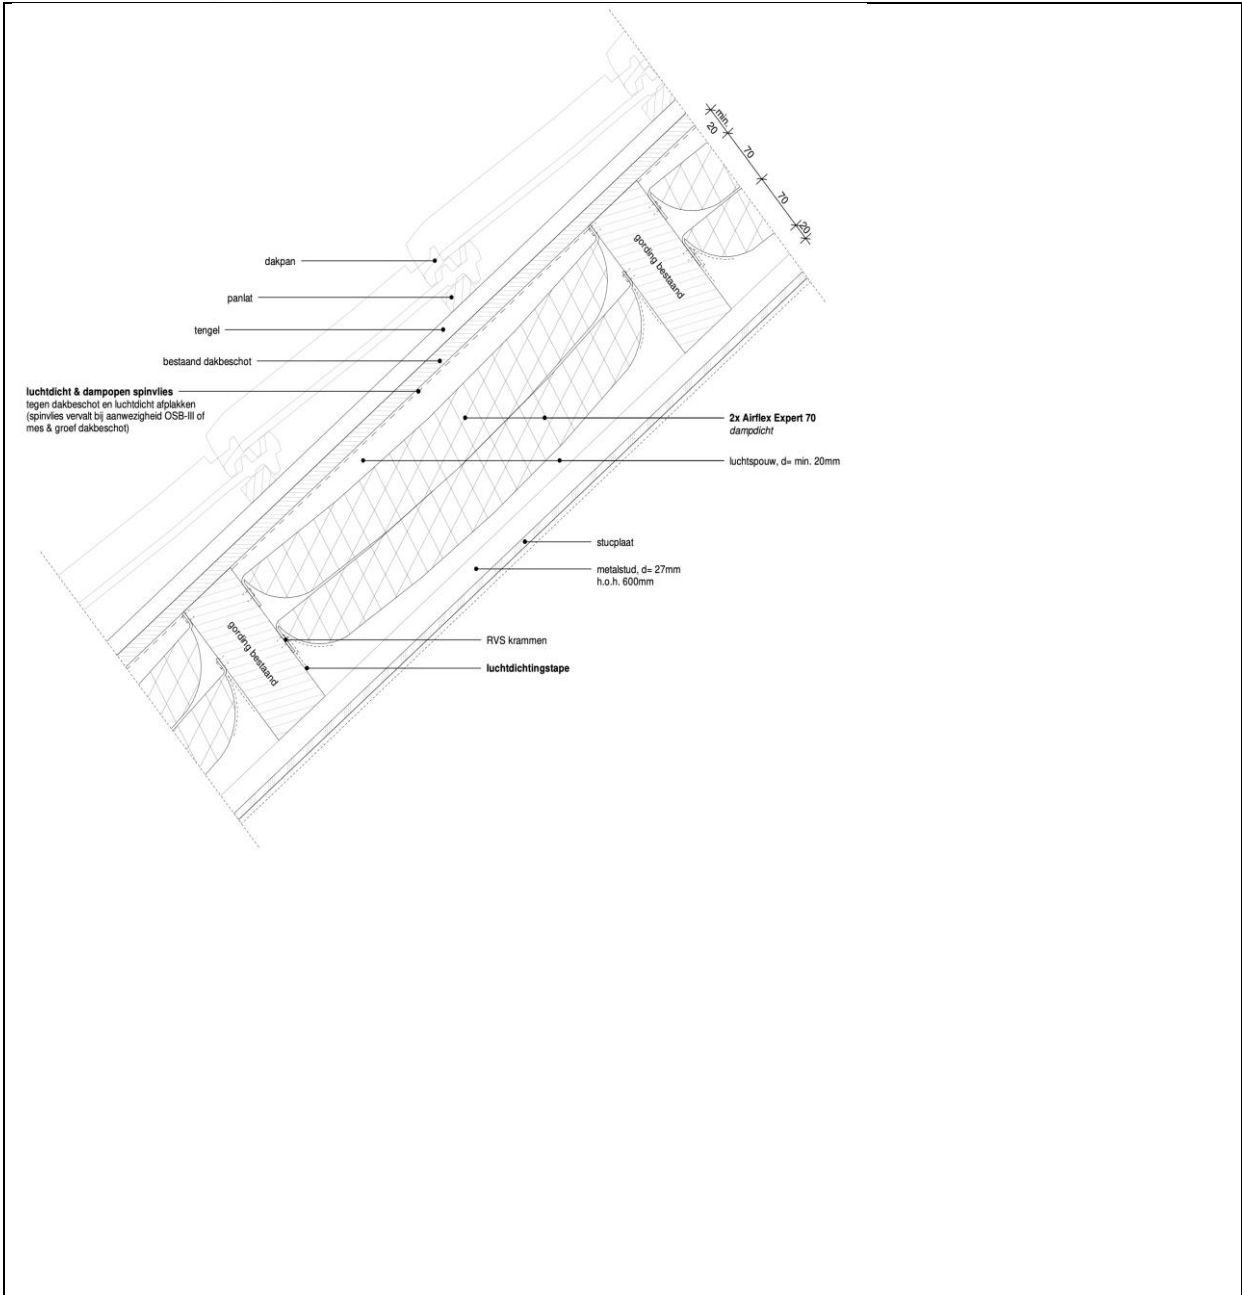 min.
20
70
70
20
gording bestaand
dakpan
panlat
tengel
bestaand dakbeschot
luchtdicht & dampopen spinvlies
tegen dakbeschot en luchtdicht afplakken
(spinvlies vervalt bij aanwezigheid OSB-III of
mes & groef dakbeschot)
2x Airflex Expert 70
dampdicht
luchtspouw, d= min. 20mm
stucplaat
metalstud, d= 27mm
h.o.h. 600mm
gording bestaand
RVS krammen
luchtdichtingstape